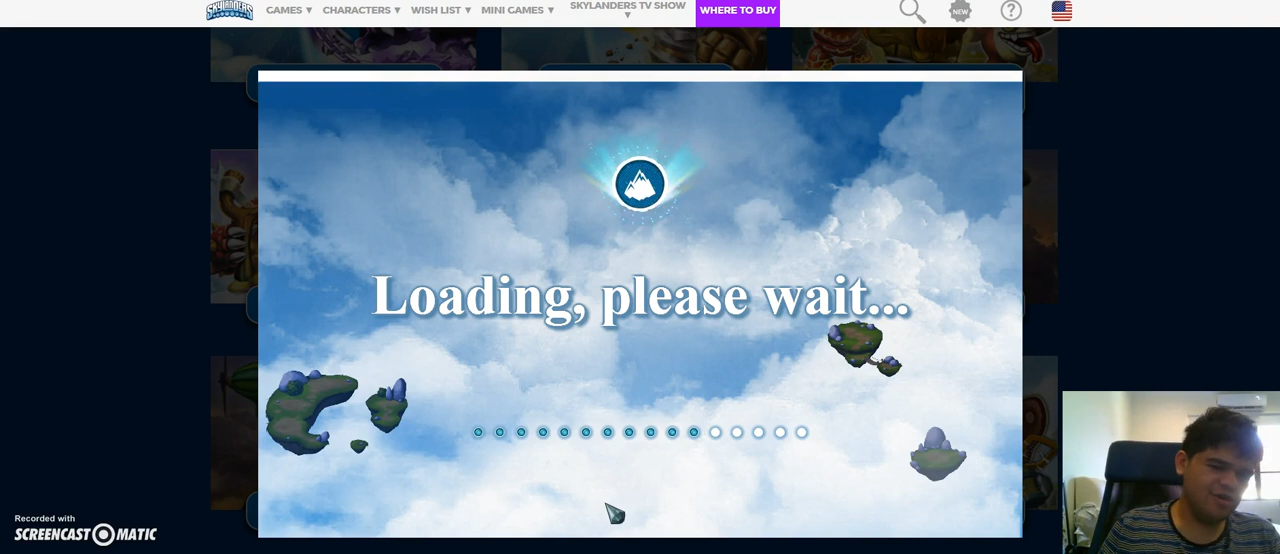 SKYLANDERS
GAMES ▼
CHARACTERS ▼
WISH LIST ▼
MINI GAMES ▼
SKYLANDERS TV SHOW ▼
WHERE TO BUY
NEW
?
Loading, please wait...
Recorded with
SCREENCAST MATIC